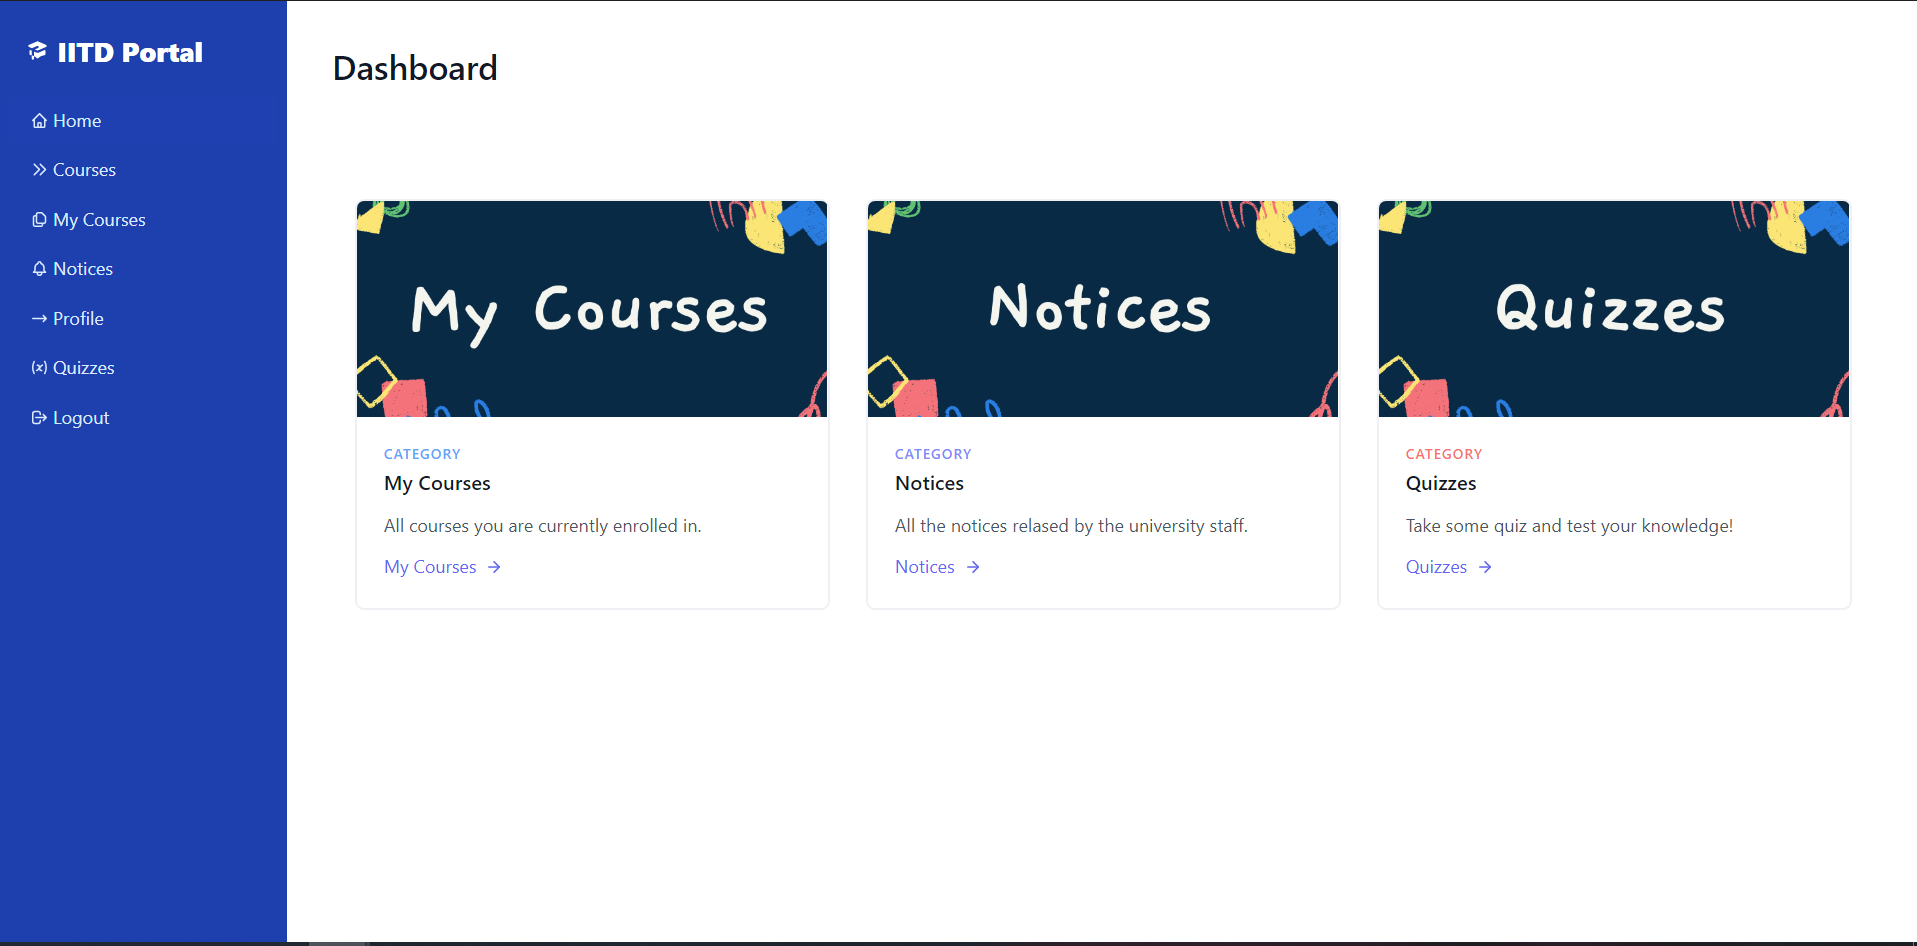 IITD Portal
Home
Courses
My Courses
Notices
Profile
(x) Quizzes
Logout
Dashboard
My Courses
CATEGORY
My Courses
All courses you are currently enrolled in.
My Courses →
Notices
CATEGORY
Notices
All the notices relased by the university staff.
Notices →
Quizzes
CATEGORY
Quizzes
Take some quiz and test your knowledge!
Quizzes →